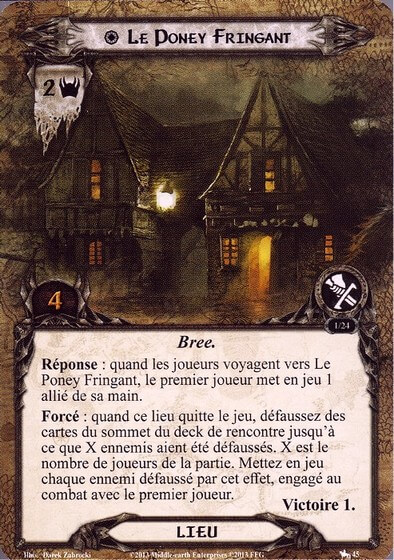 Le Poney Fringant
2
4
1/24
Bree.
Réponse : quand les joueurs voyagent vers Le
Poney Fringant, le premier joueur met en jeu 1
allié de sa main.
Forcé : quand ce lieu quitte le jeu, défaussez des
cartes du sommet du deck de rencontre jusqu'à
ce que X ennemis aient été défaussés. X est le
nombre de joueurs de la partie. Mettez en jeu
chaque ennemi défaussé par cet effet, engagé
au combat avec le premier joueur.
Victoire 1.
LIEU
Illus. Darek Zabrocki ©2013 Middle-earth Enterprises ©2013 FFG 45